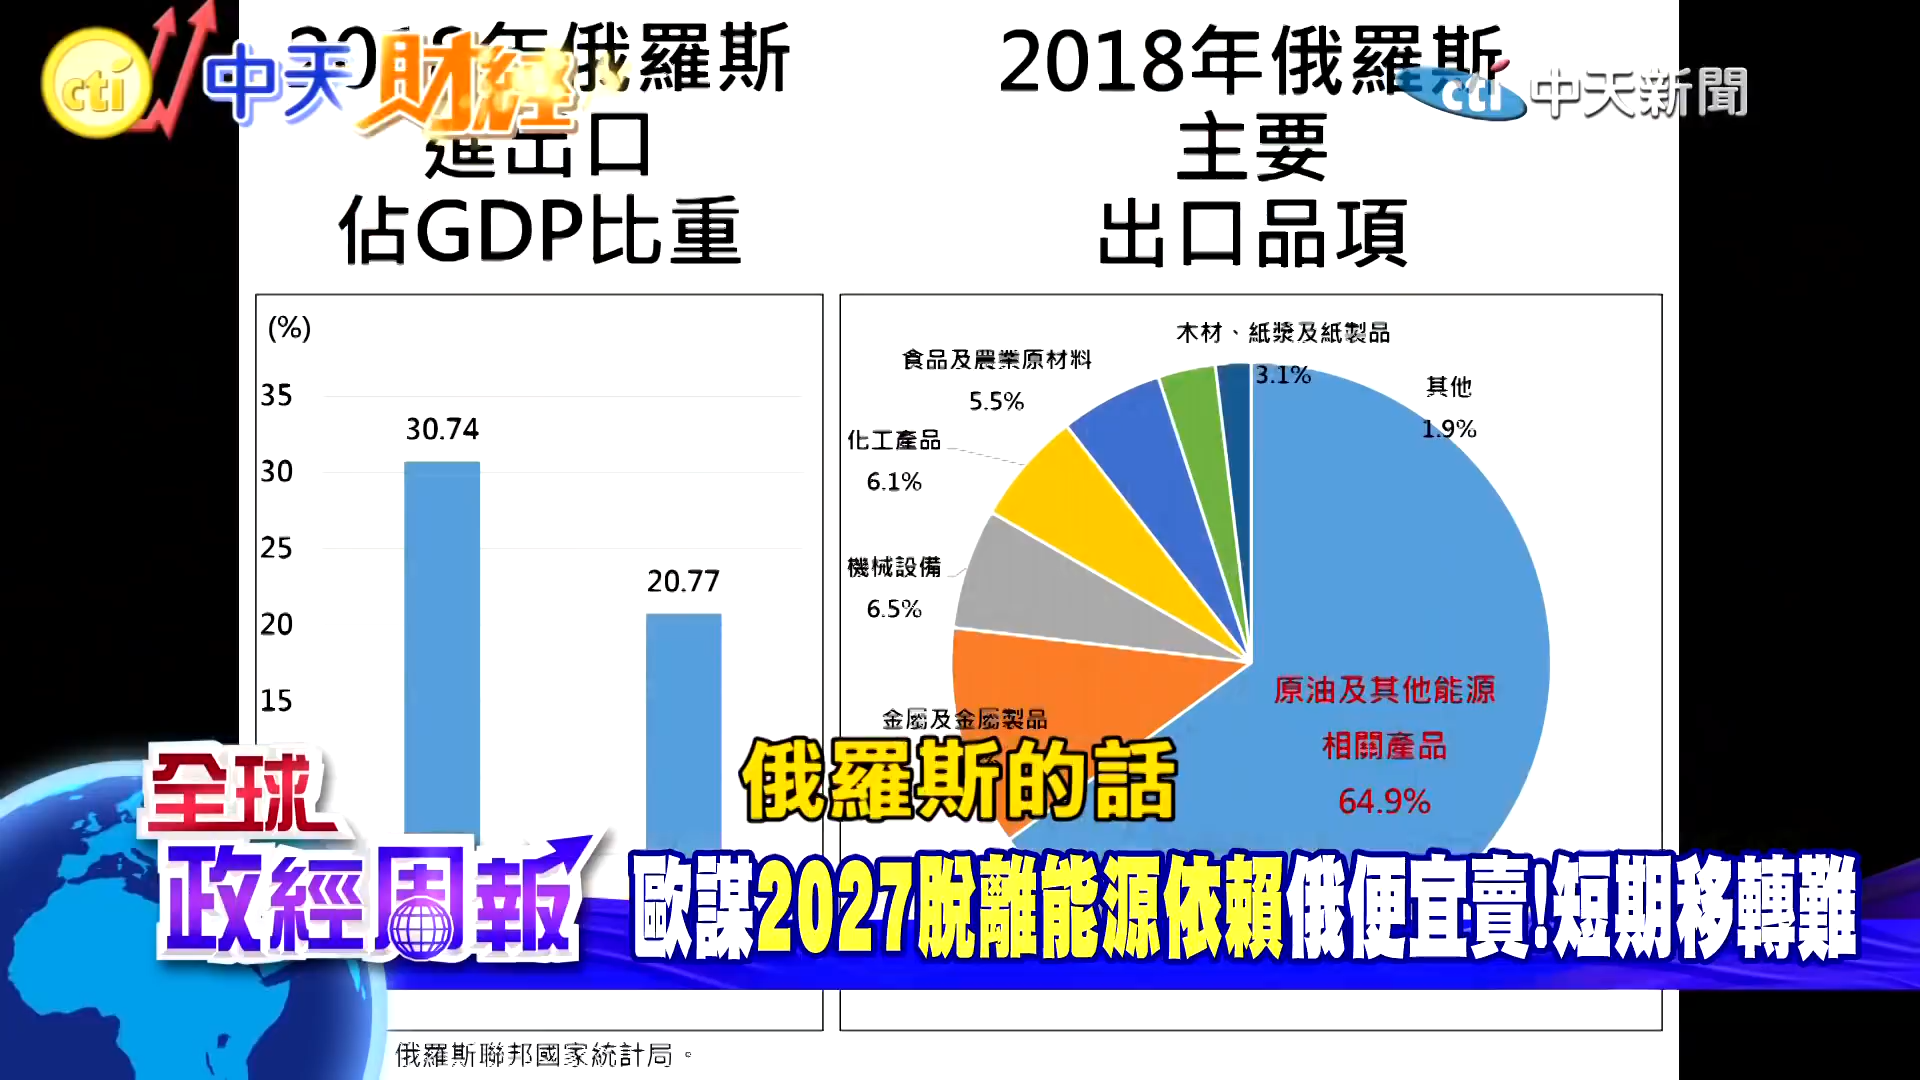 cti
中天財經
2018年俄羅斯
進出口
佔GDP比重
2018年俄羅斯
主要
出口品項
cti 中天新聞
(%)
35
30
25
20
15
30.74
20.77
木材、紙漿及紙製品
3.1%
其他
1.9%
食品及農業原材料
5.5%
化工產品
6.1%
機械設備
6.5%
金屬及金屬製品
原油及其他能源
相關產品
64.9%
俄羅斯的話
全球
政經周報
歐謀2027脫離能源依賴俄便宜賣!短期移轉難
俄羅斯聯邦國家統計局。